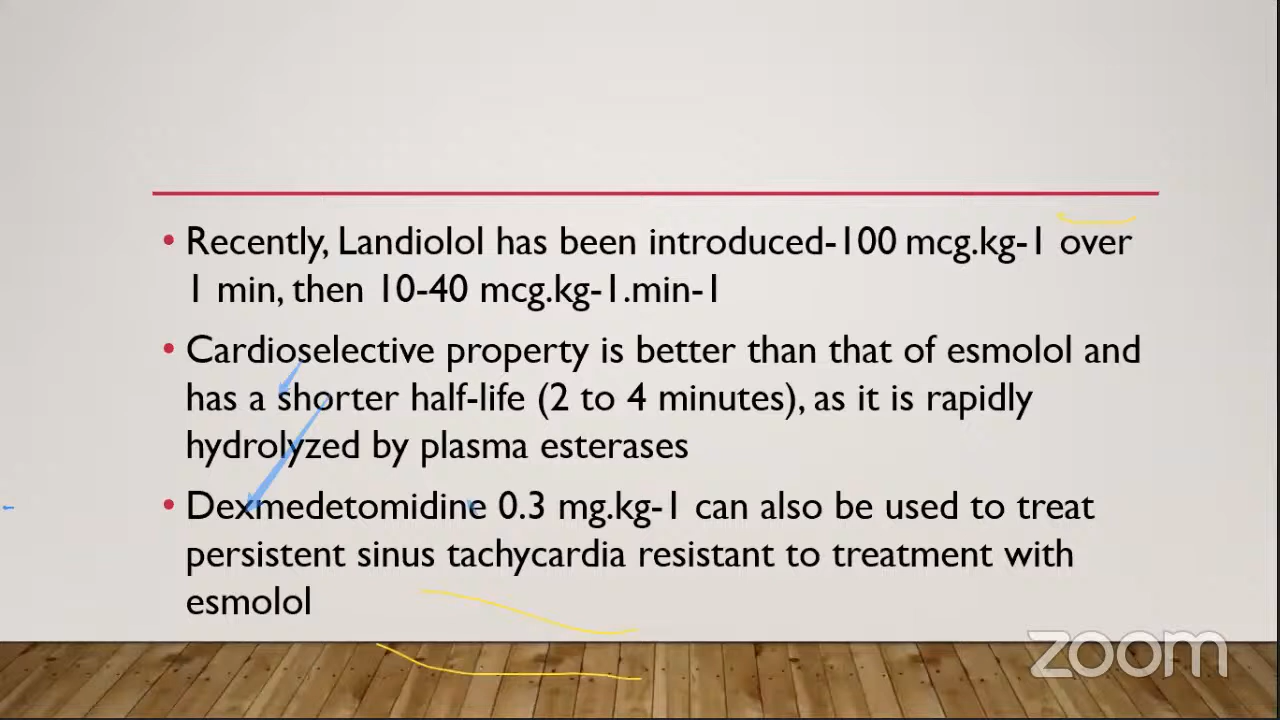 • Recently, Landiolol has been introduced-100 mcg.kg-1 over
1 min, then 10-40 mcg.kg-1.min-1
• Cardioselective property is better than that of esmolol and
has a shorter half-life (2 to 4 minutes), as it is rapidly
hydrolyzed by plasma esterases
• Dexmedetomidine 0.3 mg.kg-1 can also be used to treat
persistent sinus tachycardia resistant to treatment with
esmolol
zoom